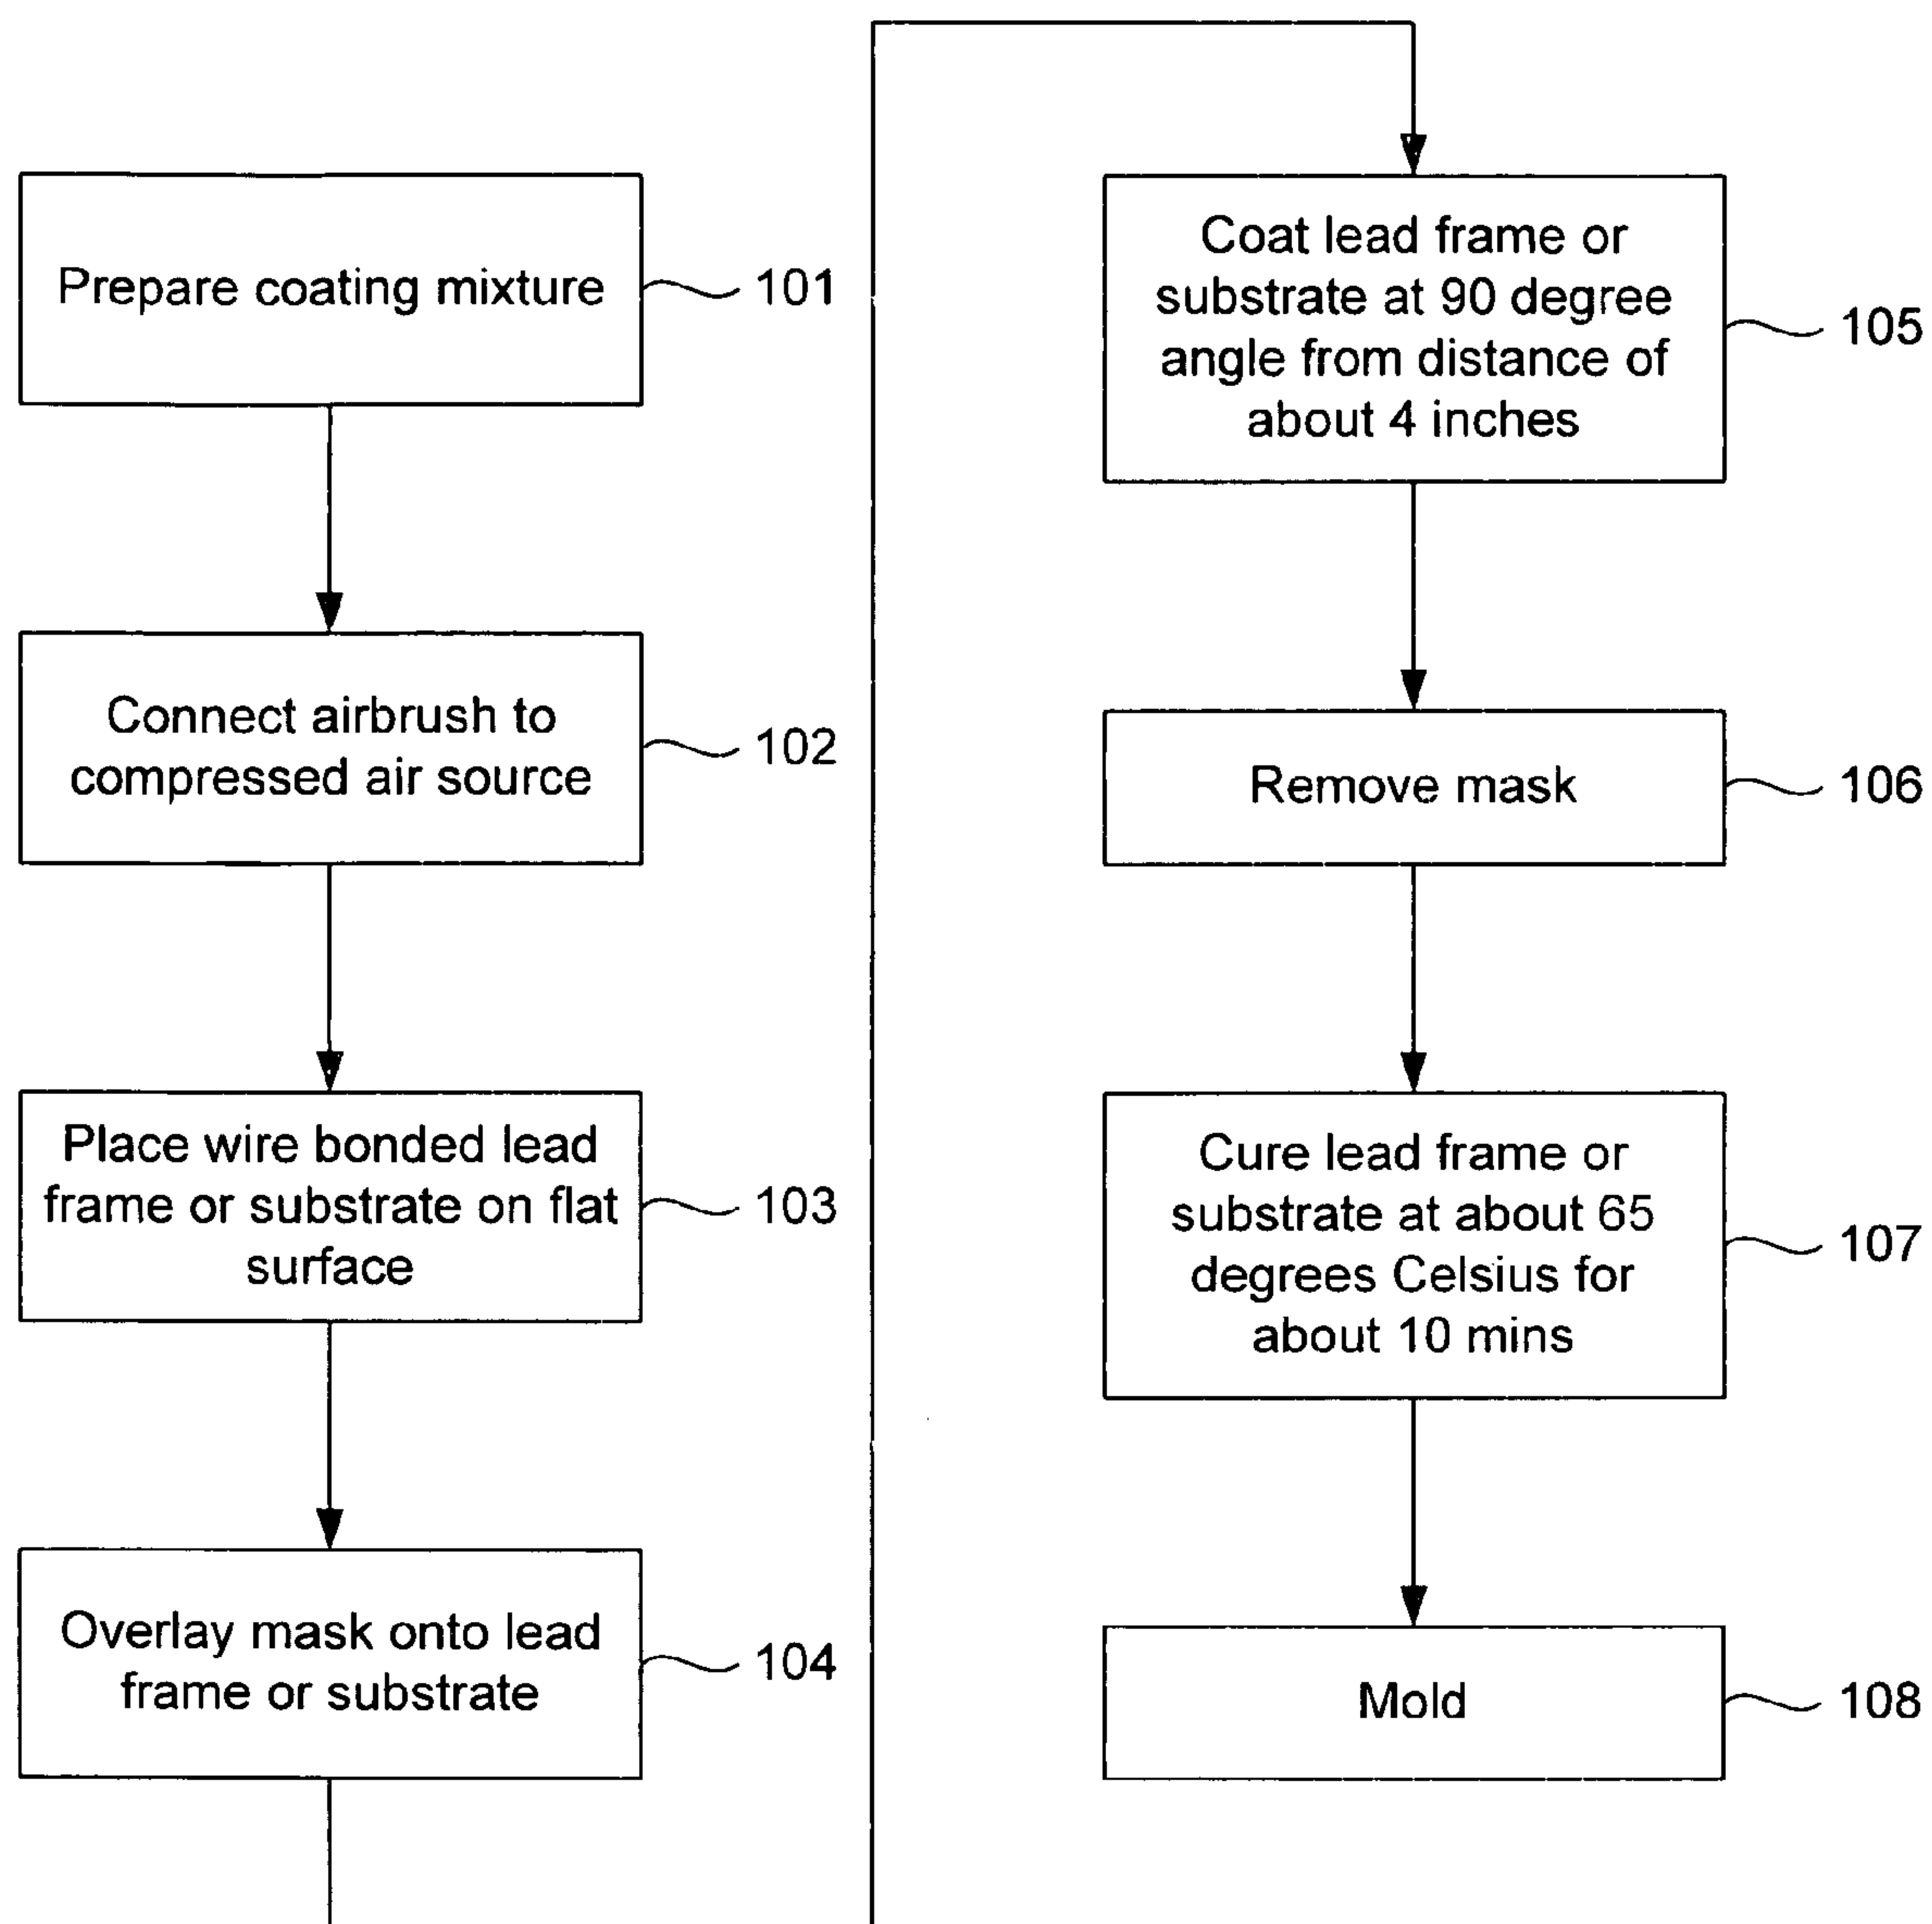 Prepare coating mixture
101
Connect airbrush to
compressed air source
102
Place wire bonded lead
frame or substrate on flat
surface
103
Overlay mask onto lead
frame or substrate
104
Coat lead frame or
substrate at 90 degree
angle from distance of
about 4 inches
105
Remove mask
106
Cure lead frame or
substrate at about 65
degrees Celsius for
about 10 mins
107
Mold
108